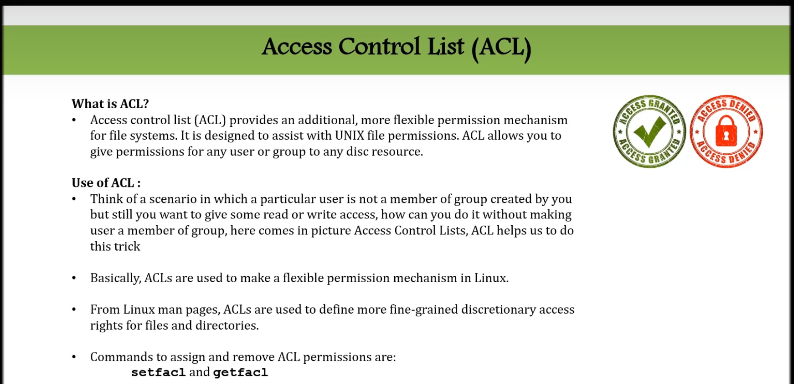 Access Control List (ACL)
What is ACL?
• Access control list (ACL) provides an additional, more flexible permission mechanism
for file systems. It is designed to assist with UNIX file permissions. ACL allows you to
give permissions for any user or group to any disc resource.
ACCESS GRANTED
ACCESS GRANTED
ACCESS DENIED
ACCESS DENIED
Use of ACL :
• Think of a scenario in which a particular user is not a member of group created by you
but still you want to give some read or write access, how can you do it without making
user a member of group, here comes in picture Access Control Lists, ACL helps us to do
this trick
• Basically, ACLs are used to make a flexible permission mechanism in Linux.
• From Linux man pages, ACLs are used to define more fine-grained discretionary access
rights for files and directories.
• Commands to assign and remove ACL permissions are:
setfacl and getfacl